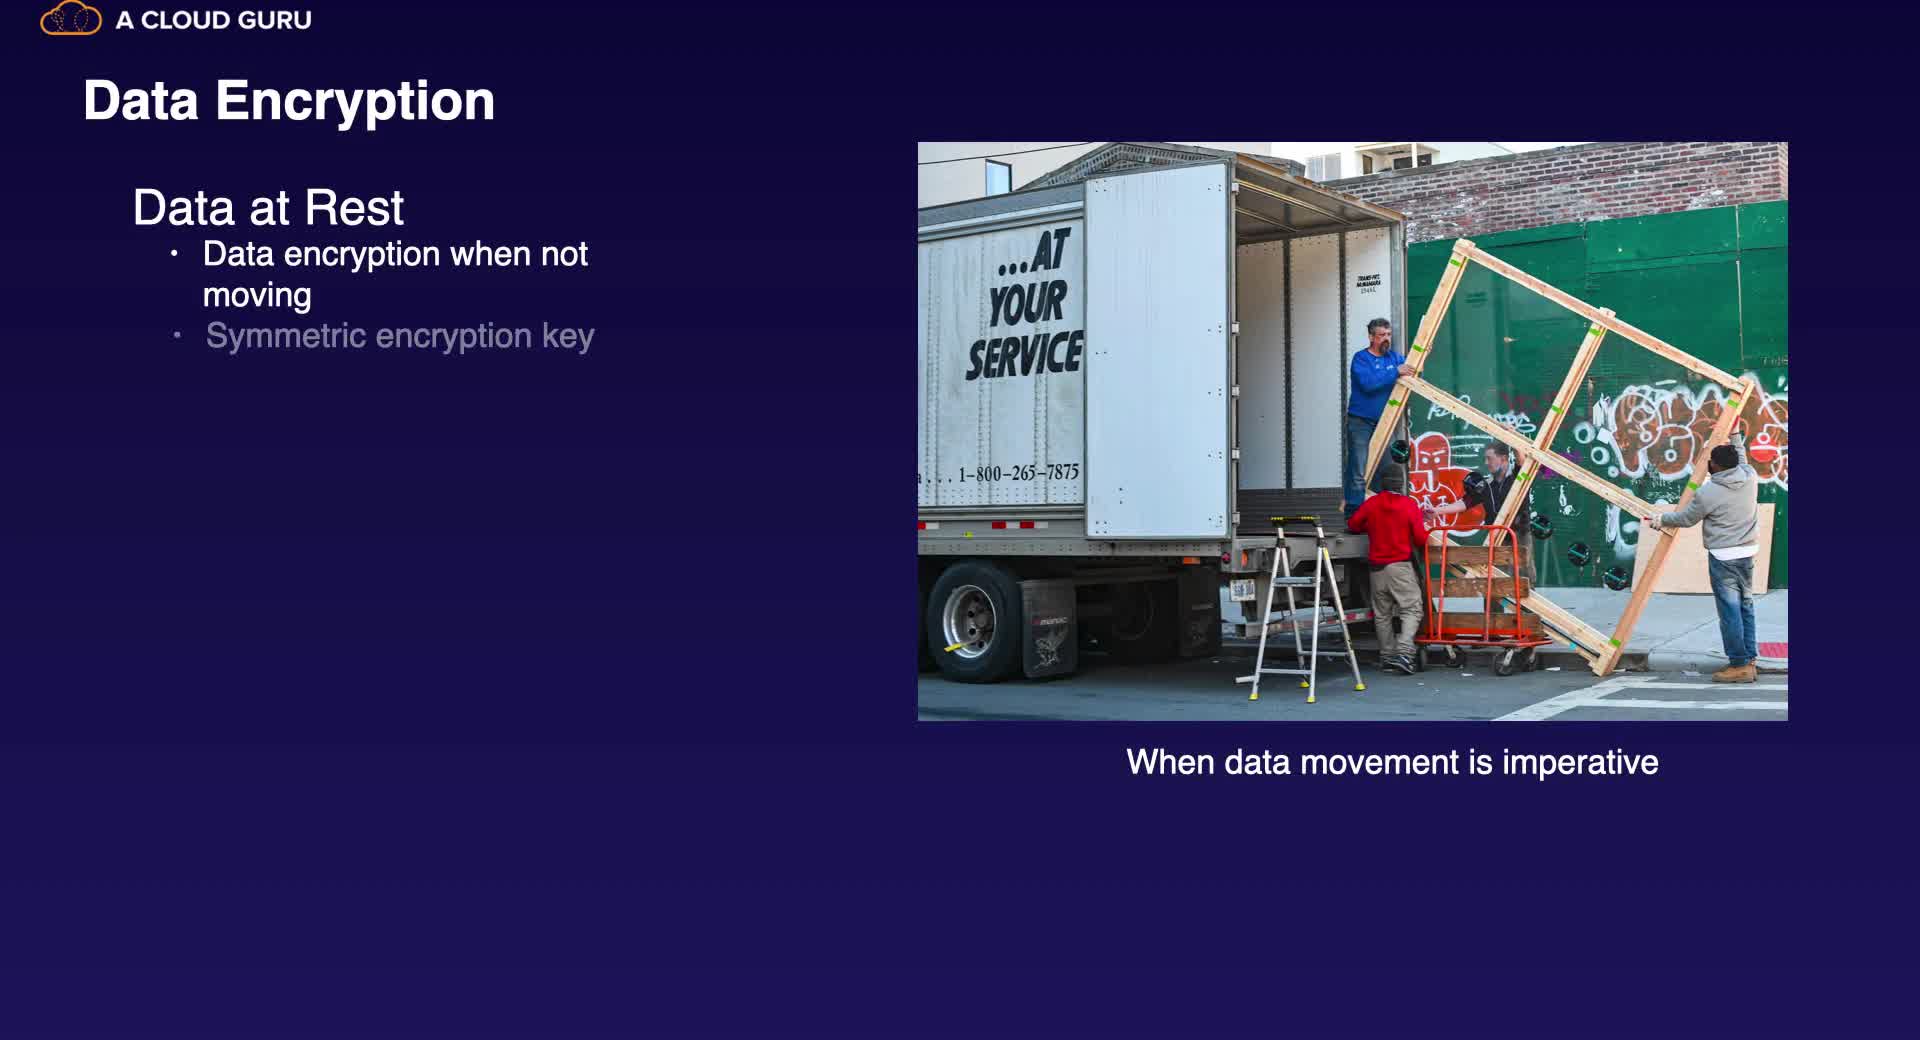 A CLOUD GURU
Data Encryption
Data at Rest
• Data encryption when not
moving
• Symmetric encryption key
...AT
YOUR
SERVICE
... 1-800-265-7875
When data movement is imperative